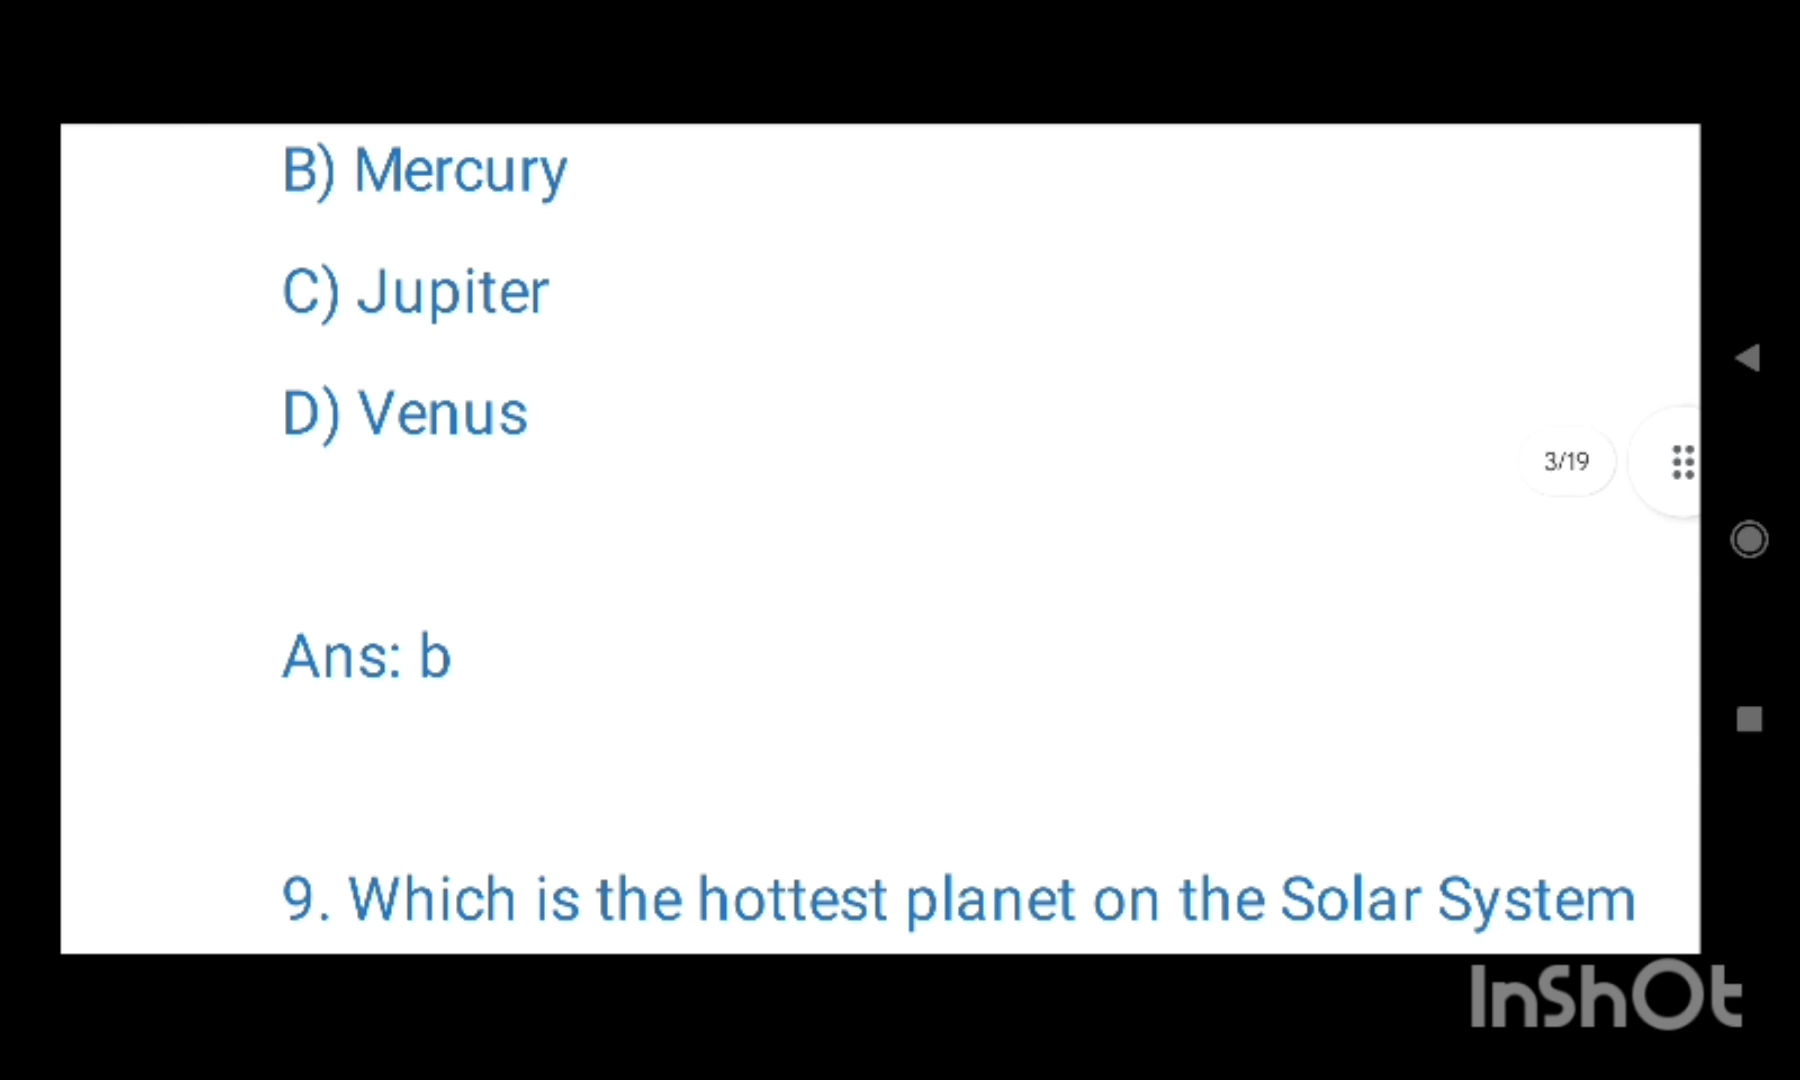 B) Mercury
C) Jupiter
D) Venus
3/19
Ans: b
9. Which is the hottest planet on the Solar System
InShOt